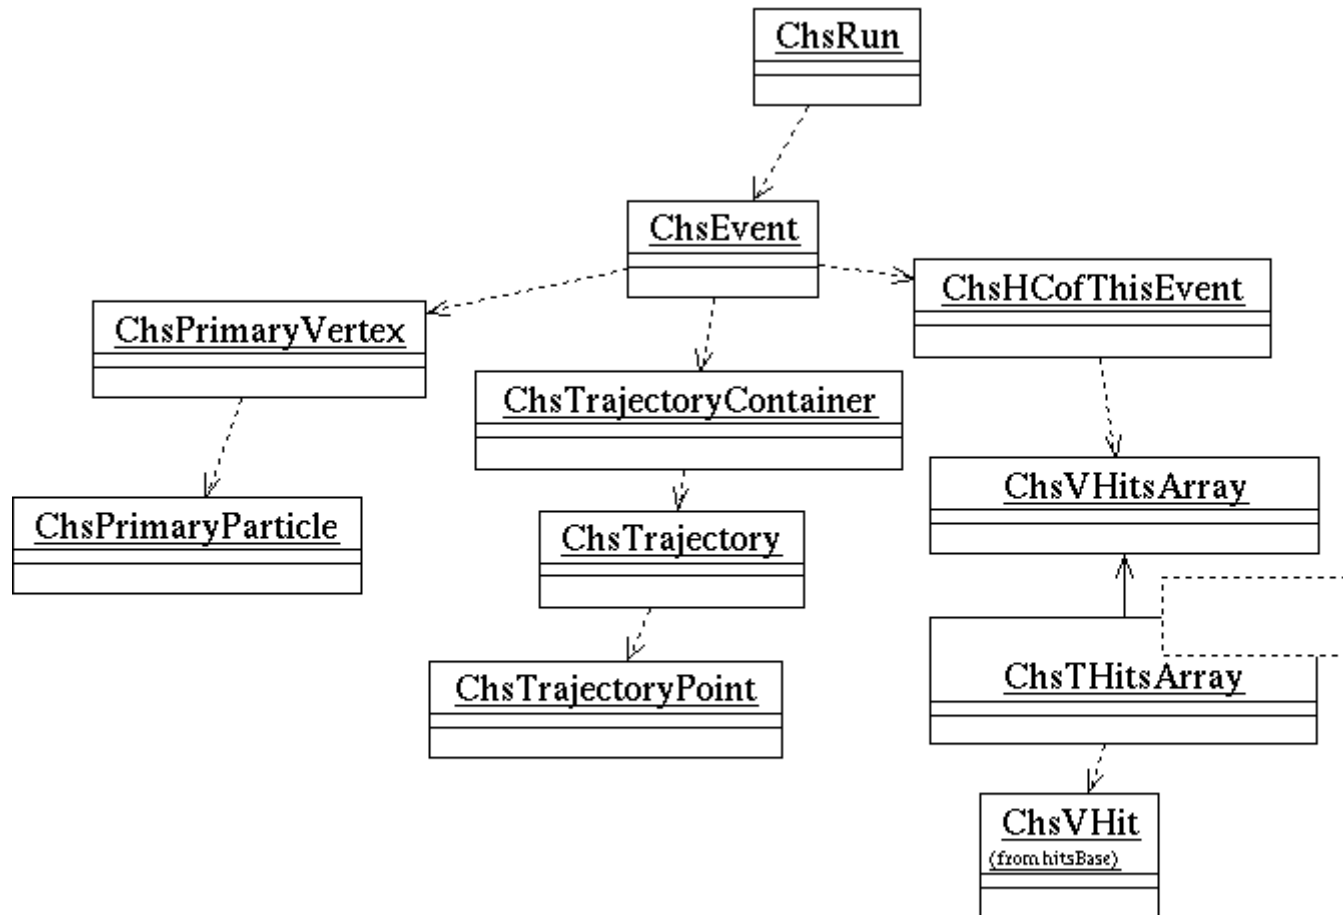 ChsRun
ChsEvent
ChsHCofThisEvent
ChsPrimaryVertex
ChsTrajectoryContainer
ChsVHitsArray
ChsPrimaryParticle
ChsTrajectory
ChsTHitsArray
ChsTrajectoryPoint
ChsVHit
(from hitsBase)